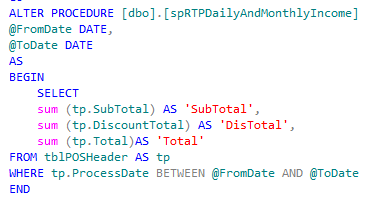 ALTER PROCEDURE [dbo].[spRTPDailyAndMonthlyIncome]
@FromDate DATE,
@ToDate DATE
AS
BEGIN
SELECT
sum (tp.SubTotal) AS 'SubTotal',
sum (tp.DiscountTotal) AS 'DisTotal',
sum (tp.Total)AS 'Total'
FROM tblPOSHeader AS tp
WHERE tp.ProcessDate BETWEEN @FromDate AND @ToDate
END